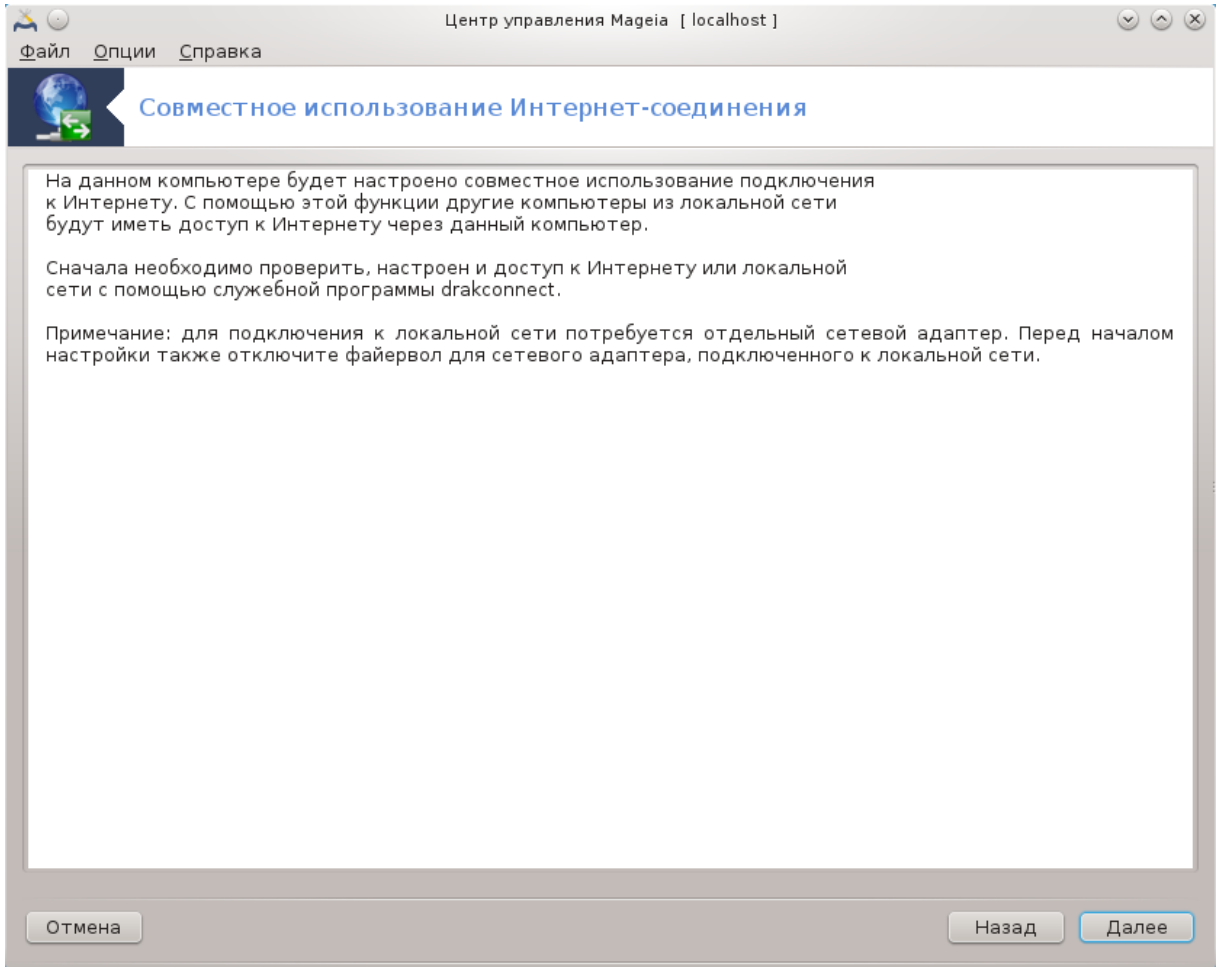 Центр управления Mageia [ localhost ]
Файл Опции Справка
Совместное использование Интернет-соединения
На данном компьютере будет настроено совместное использование подключения
к Интернету. С помощью этой функции другие компьютеры из локальной сети
будут иметь доступ к Интернету через данный компьютер.
Сначала необходимо проверить, настроен и доступ к Интернету или локальной
сети с помощью служебной программы drakconnect.
Примечание: для подключения к локальной сети потребуется отдельный сетевой адаптер. Перед началом
настройки также отключите файервол для сетевого адаптера, подключенного к локальной сети.
Отмена Назад Далее